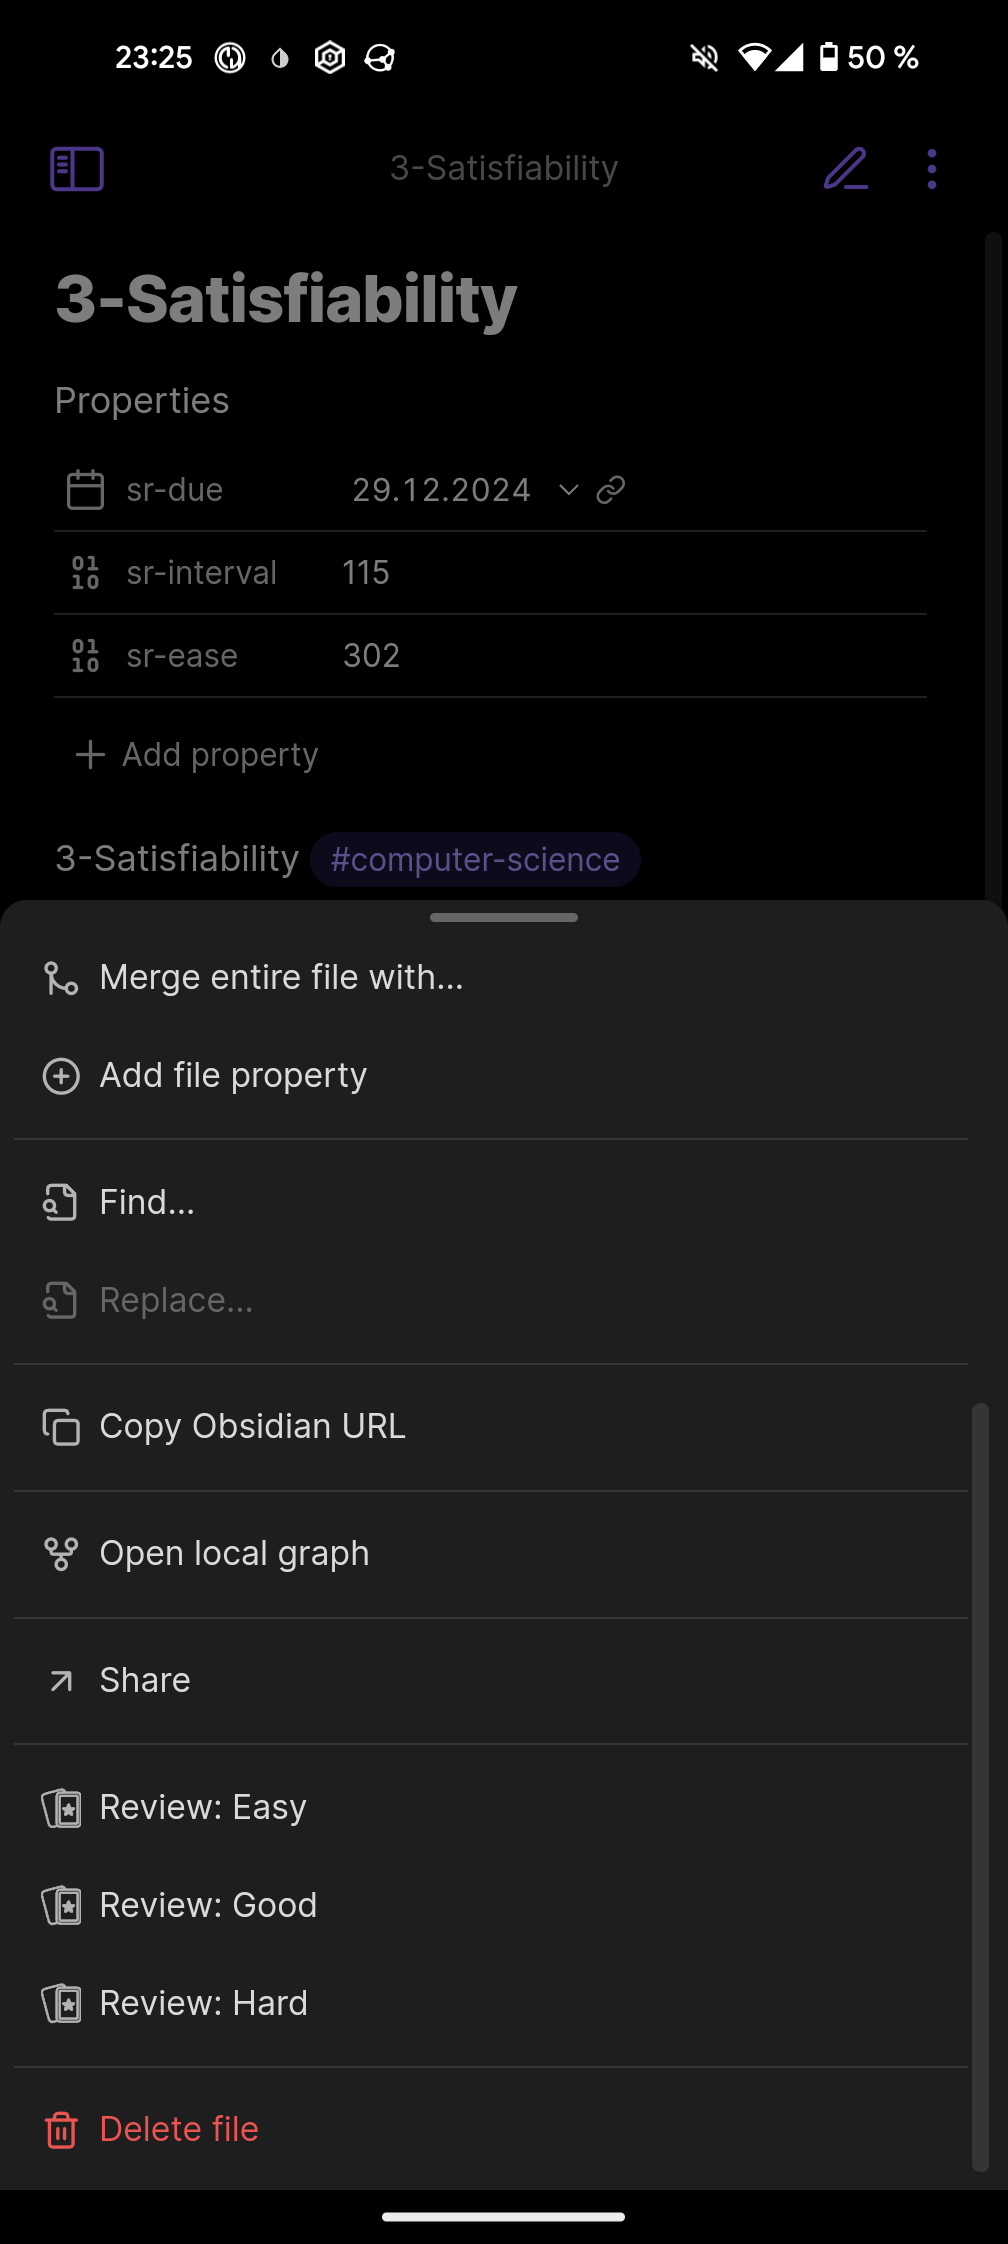 23:25
50 %
3-Satisfiability
3-Satisfiability
Properties
sr-due 29.12.2024
sr-interval 115
sr-ease 302
Add property
3-Satisfiability #computer-science
Merge entire file with...
Add file property
Find...
Replace...
Copy Obsidian URL
Open local graph
Share
Review: Easy
Review: Good
Review: Hard
Delete file